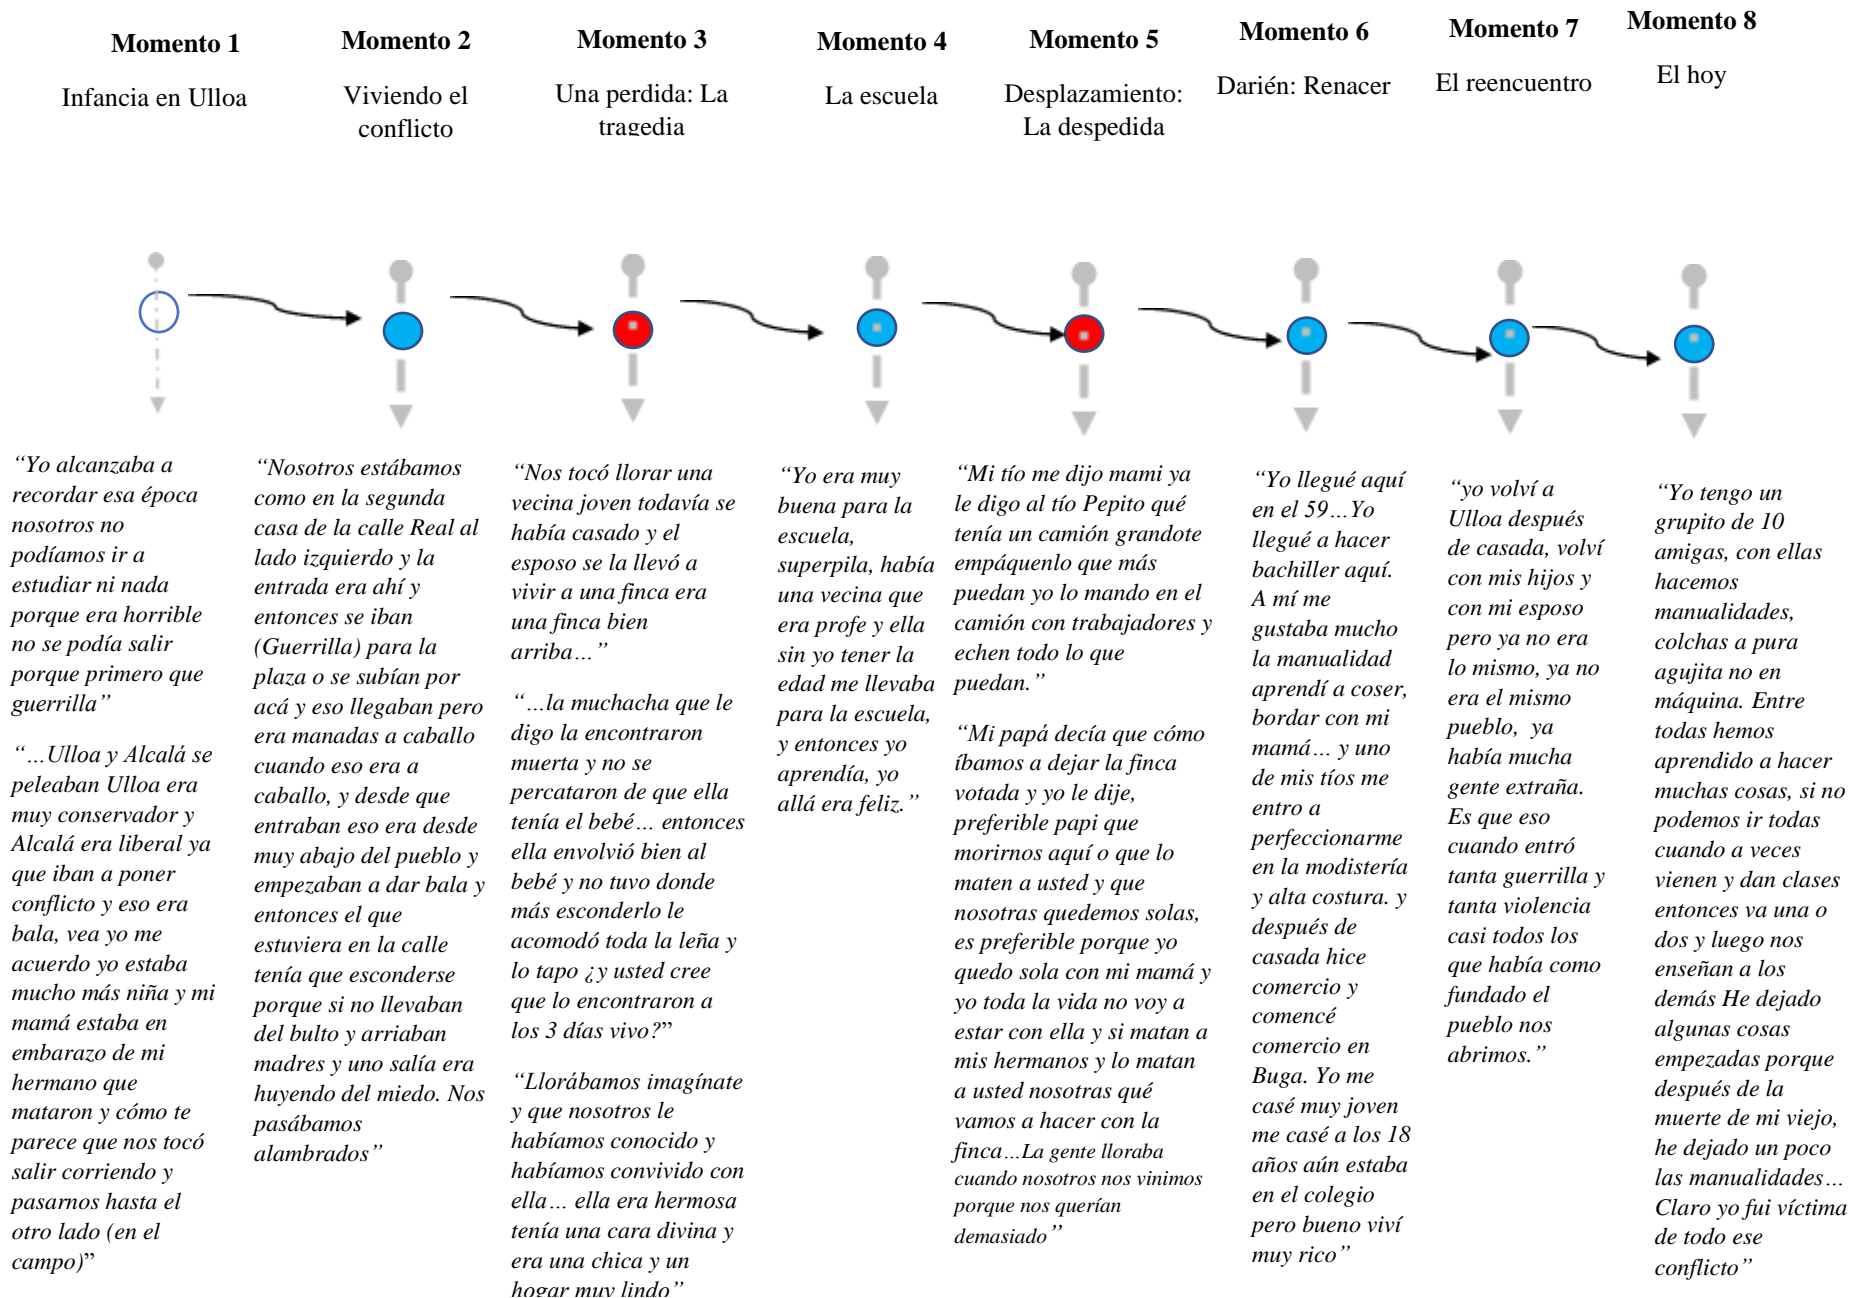 Momento 1
Infancia en Ulloa
Momento 2
Viviendo el
conflicto
Momento 3
Una perdida: La
tragedia
Momento 4
La escuela
Momento 5
Desplazamiento:
La despedida
Momento 6
Darién: Renacer
Momento 7
El reencuentro
Momento 8
El hoy
“Yo alcanzaba a
recordar esa época
nosotros no
podíamos ir a
estudiar ni nada
porque era horrible
no se podía salir
porque primero que
guerrilla”
“…Ulloa y Alcalá se
peleaban Ulloa era
muy conservador y
Alcalá era liberal ya
que iban a poner
conflicto y eso era
bala, vea yo me
acuerdo yo estaba
mucho más niña y mi
mamá estaba en
embarazo de mi
hermano que
mataron y cómo te
parece que nos tocó
salir corriendo y
pasarnos hasta el
otro lado (en el
campo)”
“Nosotros estábamos
como en la segunda
casa de la calle Real al
lado izquierdo y la
entrada era ahí y
entonces se iban
(Guerrilla) para la
plaza o se subían por
acá y eso llegaban pero
era manadas a caballo
cuando eso era a
caballo, y desde que
entraban eso era desde
muy abajo del pueblo y
empezaban a dar bala y
entonces el que
estuviera en la calle
tenía que esconderse
porque si no llevaban
del bulto y arriaban
madres y uno salía era
huyendo del miedo. Nos
pasábamos
alambrados”
“Nos tocó llorar una
vecina joven todavía se
había casado y el
esposo se la llevó a
vivir a una finca era
una finca bien
arriba…”
“…la muchacha que le
digo la encontraron
muerta y no se
percataron de que ella
tenía el bebé… entonces
ella envolvió bien al
bebé y no tuvo donde
más esconderlo le
acomodó toda la leña y
lo tapo ¿y usted cree
que lo encontraron a
los 3 días vivo?”
“Llorábamos imagínate
y que nosotros le
habíamos conocido y
habíamos convivido con
ella… ella era hermosa
tenía una cara divina y
era una chica y un
hogar muy lindo”
“Yo era muy
buena para la
escuela,
superpila, había
una vecina que
era profe y ella
sin yo tener la
edad me llevaba
para la escuela,
y entonces yo
aprendía, yo
allá era feliz.”
“Mi tío me dijo mami ya
le digo al tío Pepito qué
tenía un camión grandote
empáquenlo que más
puedan yo lo mando en el
camión con trabajadores y
echen todo lo que
puedan.”
“Mi papá decía que cómo
íbamos a dejar la finca
votada y yo le dije,
preferible papi que
morirnos aquí o que lo
maten a usted y que
nosotras quedemos solas,
es preferible porque yo
quedo sola con mi mamá y
yo toda la vida no voy a
estar con ella y si matan a
mis hermanos y lo matan
a usted nosotras qué
vamos a hacer con la
finca…La gente lloraba
cuando nosotros nos vinimos
porque nos querían
demasiado”
“Yo llegué aquí
en el 59…Yo
llegué a hacer
bachiller aquí.
A mí me
gustaba mucho
la manualidad
aprendí a coser,
bordar con mi
mamá… y uno
de mis tíos me
entro a
perfeccionarme
en la modistería
y alta costura. y
después de
casada hice
comercio y
comencé
comercio en
Buga. Yo me
casé muy joven
me casé a los 18
años aún estaba
en el colegio
pero bueno viví
muy rico”
“yo volví a
Ulloa después
de casada, volví
con mis hijos y
con mi esposo
pero ya no era
lo mismo, ya no
era el mismo
pueblo, ya
había mucha
gente extraña.
Es que eso
cuando entró
tanta guerrilla y
tanta violencia
casi todos los
que había como
fundado el
pueblo nos
abrimos.”
“Yo tengo un
grupito de 10
amigas, con ellas
hacemos
manualidades,
colchas a pura
agujita no en
máquina. Entre
todas hemos
aprendido a hacer
muchas cosas, si no
podemos ir todas
cuando a veces
vienen y dan clases
entonces va una o
dos y luego nos
enseñan a los
demás He dejado
algunas cosas
empezadas porque
después de la
muerte de mi viejo,
he dejado un poco
las manualidades…
Claro yo fui víctima
de todo ese
conflicto”